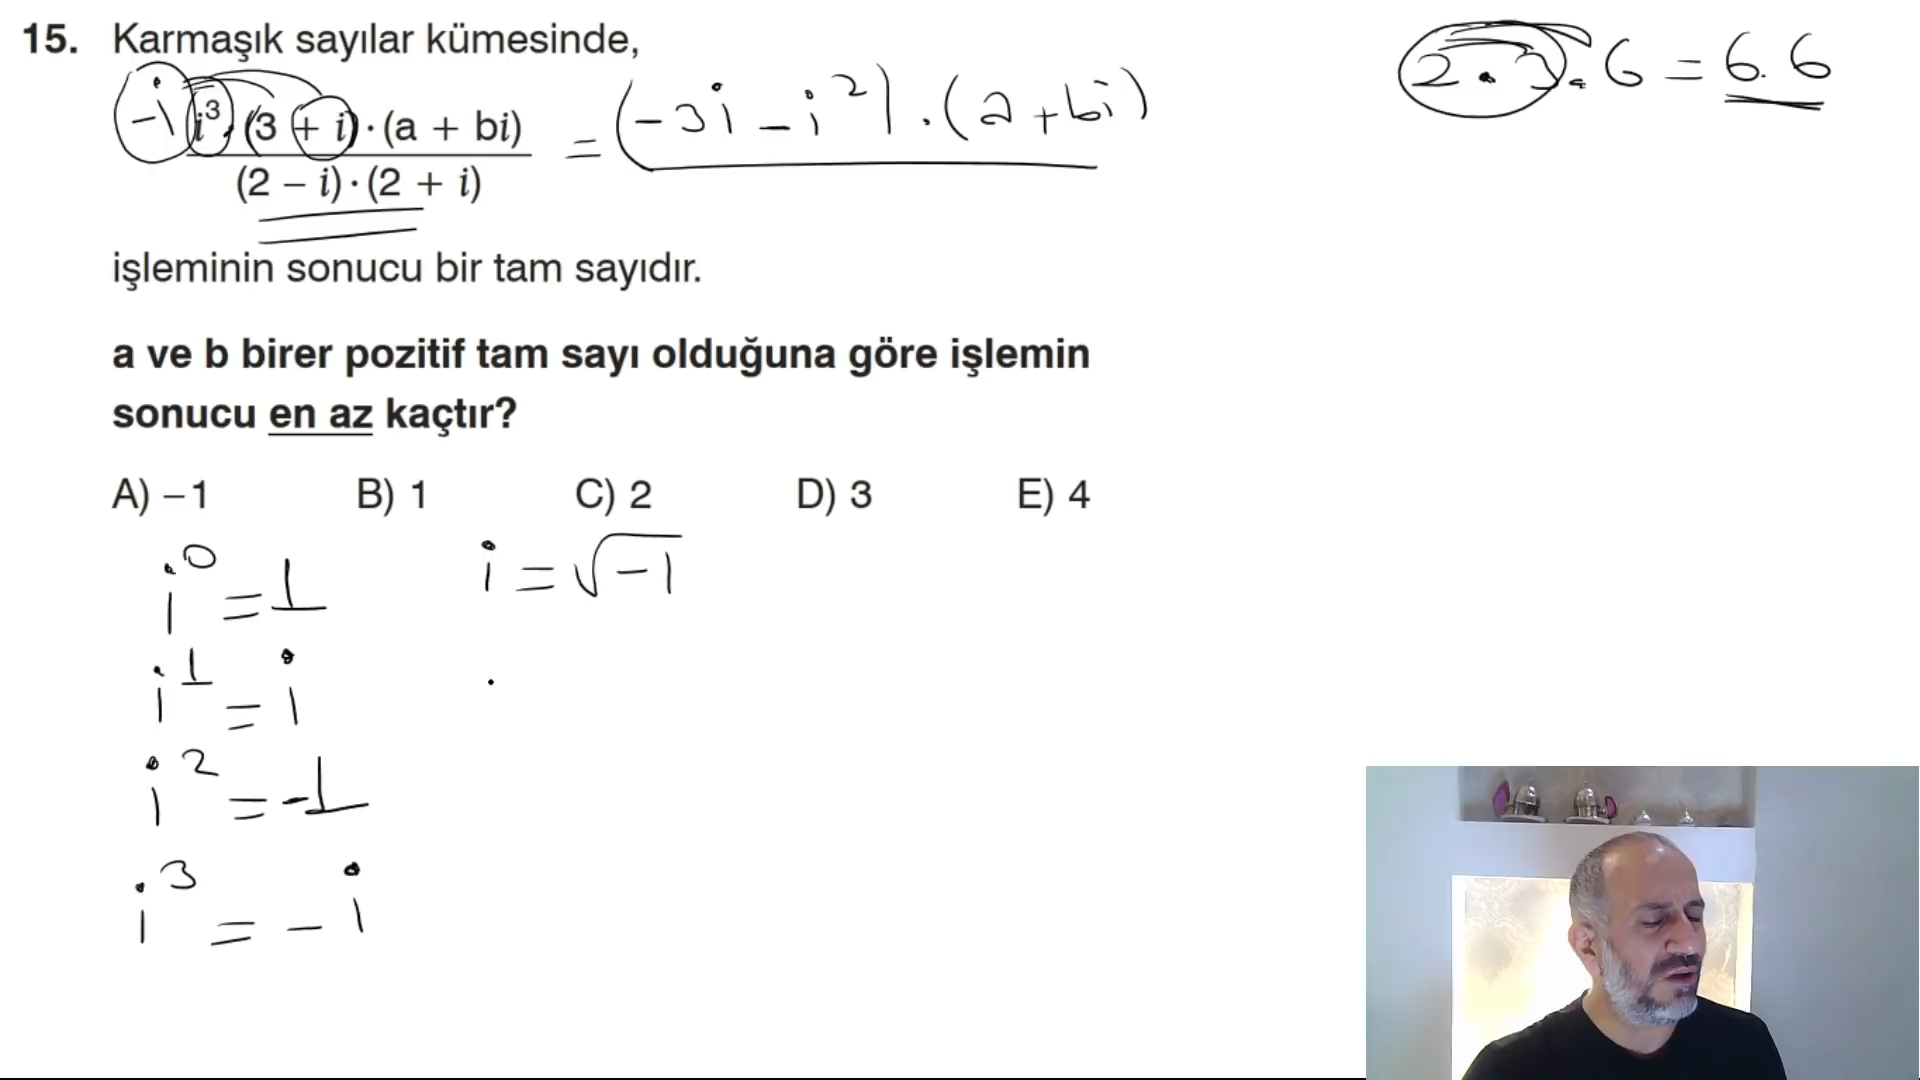 15. Karmaşık sayılar kümesinde,
-i i³·(3 + i)·(a + bi) = (-3i - i²)·(a+bi)
(2 – i)·(2 + i)
2·3·6 = 6·6
işleminin sonucu bir tam sayıdır.
a ve b birer pozitif tam sayı olduğuna göre işlemin
sonucu en az kaçtır?
A) –1 B) 1 C) 2 D) 3 E) 4
i⁰ = 1 i = √-1
i¹ = i
i² = -1
i³ = -i